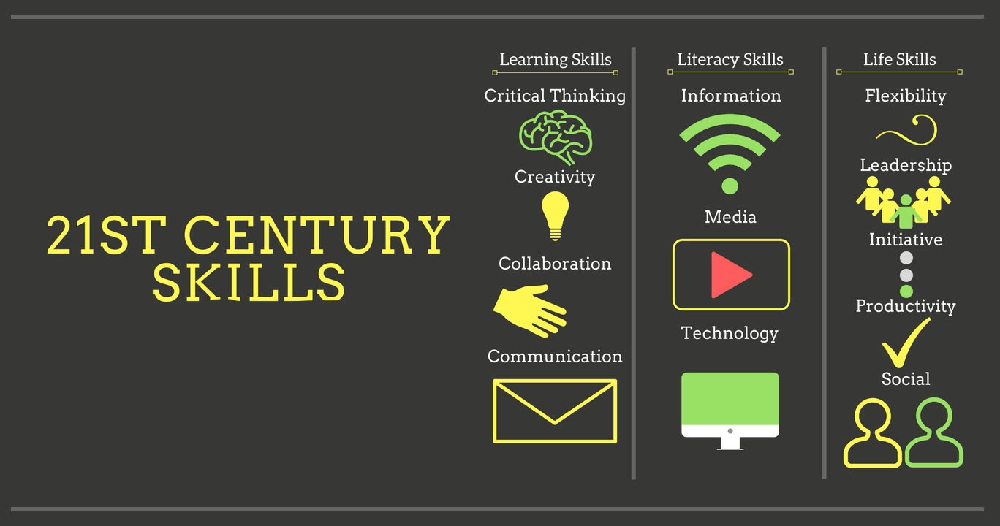 21ST CENTURY
SKILLS
Learning Skills
Critical Thinking
Creativity
Collaboration
Communication
Literacy Skills
Information
Media
Technology
Life Skills
Flexibility
Leadership
Initiative
Productivity
Social